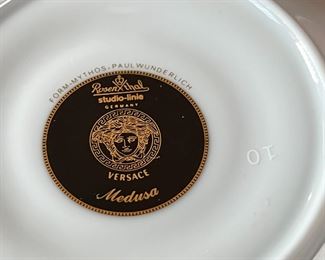 FORM: MYTHOS - PAUL WUNDERLICH
Rosenthal
studio-linie
GERMANY
VERSACE
Medusa
10